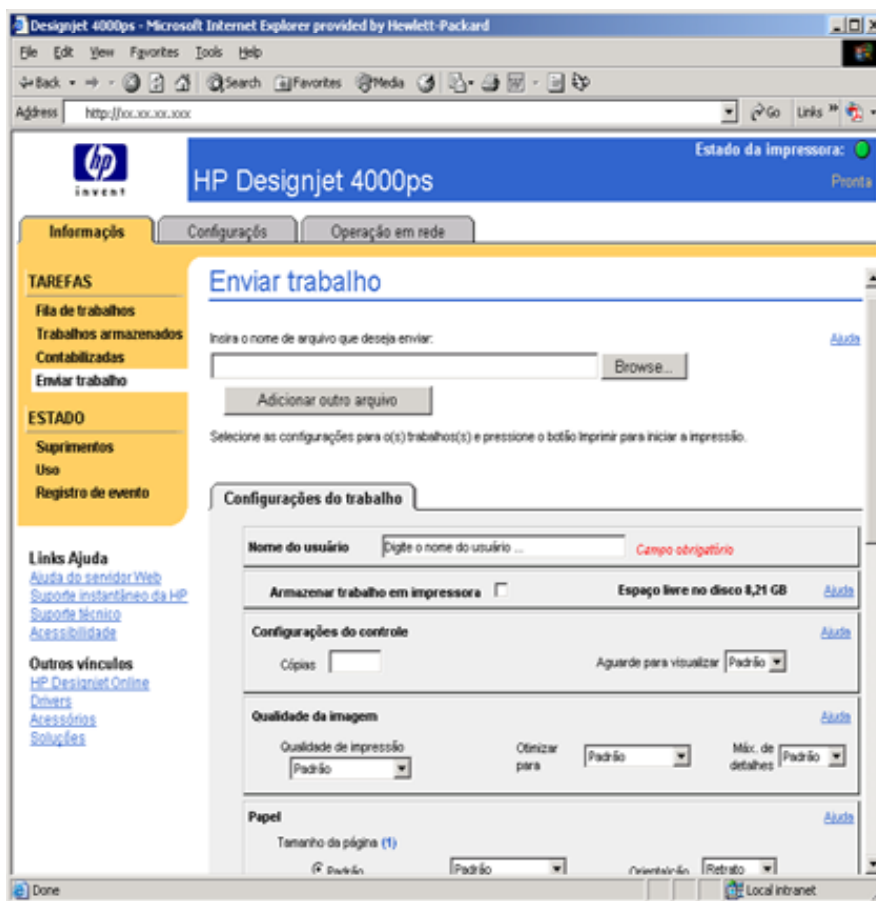 Designjet 4000ps - Microsoft Internet Explorer provided by Hewlett-Packard
File Edit View Favorites Tools Help
Back Search Favorites Media
Address http://xx.xx.xx.xxx Go Links »
hp
invent
HP Designjet 4000ps
Estado da impressora:
Pronta
Informaçõs Configuraçõs Operação em rede
TAREFAS
Fila de trabalhos
Trabalhos armazenados
Contabilizadas
Enviar trabalho
ESTADO
Suprimentos
Uso
Registro de evento
Links Ajuda
Ajuda do servidor Web
Suporte instantâneo da HP
Suporte técnico
Acessibilidade
Outros vínculos
HP Designjet Online
Drivers
Acessórios
Soluções
Enviar trabalho
Insira o nome de arquivo que deseja enviar: Ajuda
Browse...
Adicionar outro arquivo
Selecione as configurações para o(s) trabalhos(s) e pressione o botão Imprimir para iniciar a impressão.
Configurações do trabalho
Nome do usuário Digite o nome do usuário ... Campo obrigatório
Armazenar trabalho em impressora Espaço livre no disco 8,21 GB Ajuda
Configurações do controle Ajuda
Cópias Aguarde para visualizar Padrão
Qualidade da imagem Ajuda
Qualidade de impressão
Padrão
Otimizar
para
Padrão
Máx. de
detalhes
Padrão
Papel Ajuda
Tamanho da página (1)
Padrão Padrão Orientação Retrato
Done Local intranet